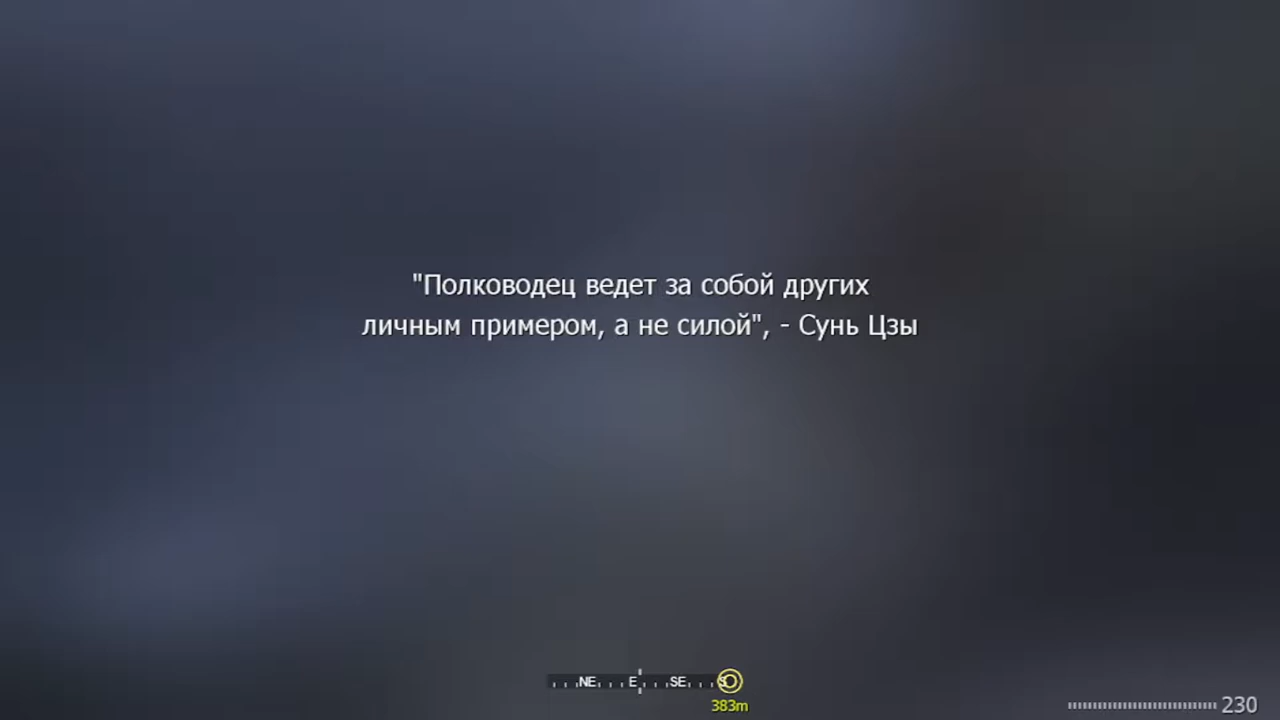 "Полководец ведет за собой других
личным примером, а не силой", - Сунь Цзы
NE E SE S
383m
230